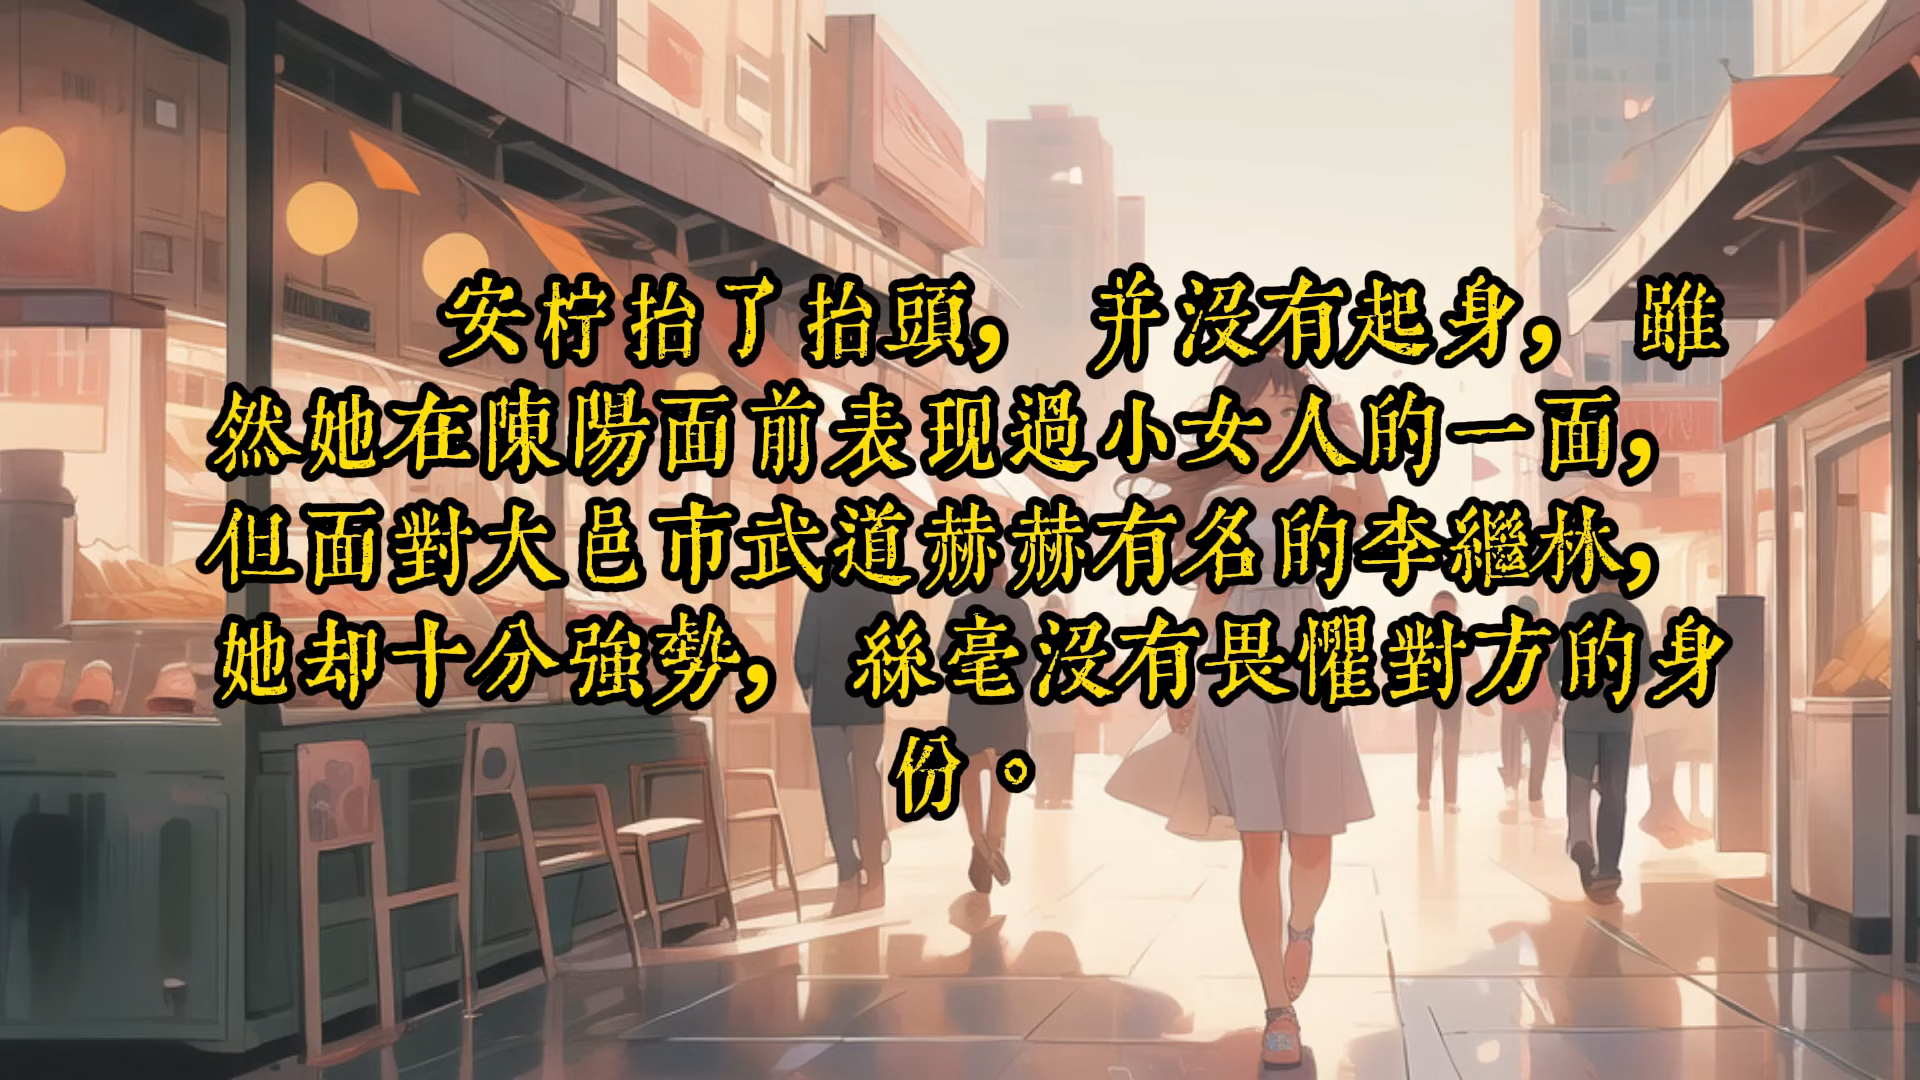 安柠抬了抬頭，并沒有起身，雖
然她在陳陽面前表现過小女人的一面，
但面對大邑市武道赫赫有名的李繼林，
她却十分強勢，絲毫沒有畏懼對方的身
份。